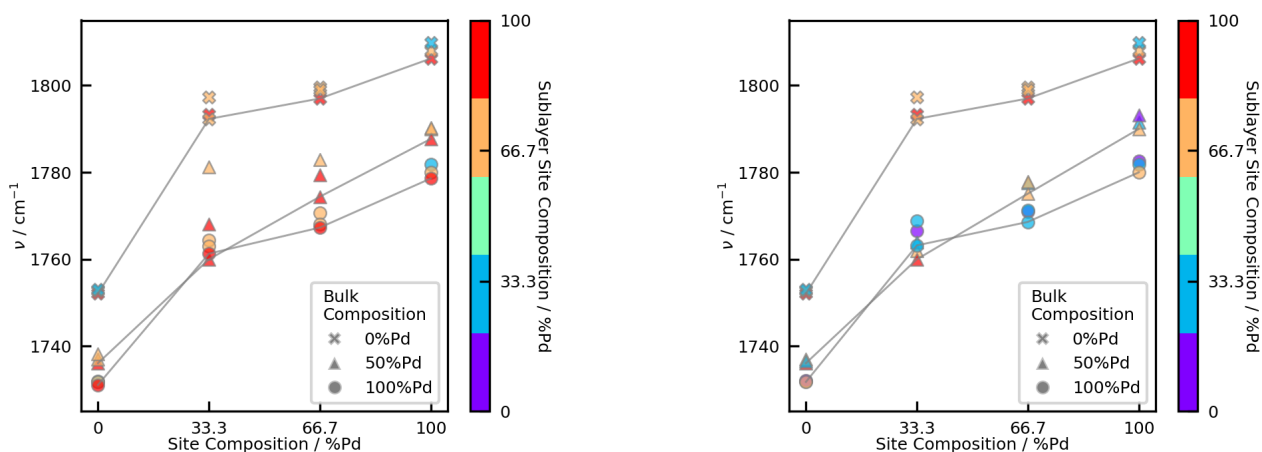 1800
1780
1760
1740
ν / cm⁻¹
0
33.3
66.7
100
Site Composition / %Pd
Bulk
Composition
0%Pd
50%Pd
100%Pd
100
66.7
33.3
0
Sublayer Site Composition / %Pd
1800
1780
1760
1740
ν / cm⁻¹
0
33.3
66.7
100
Site Composition / %Pd
Bulk
Composition
0%Pd
50%Pd
100%Pd
100
66.7
33.3
0
Sublayer Site Composition / %Pd